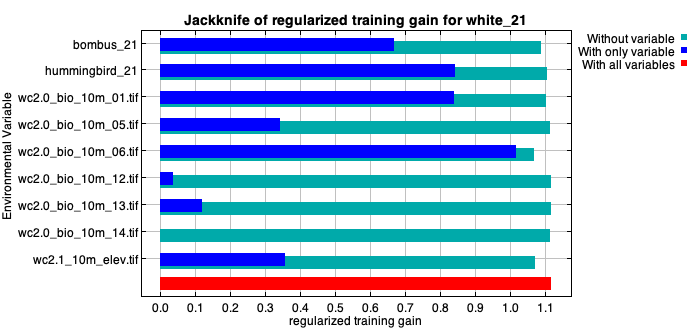 Jackknife of regularized training gain for white_21
Without variable
With only variable
With all variables
Environmental Variable
bombus_21
hummingbird_21
wc2.0_bio_10m_01.tif
wc2.0_bio_10m_05.tif
wc2.0_bio_10m_06.tif
wc2.0_bio_10m_12.tif
wc2.0_bio_10m_13.tif
wc2.0_bio_10m_14.tif
wc2.1_10m_elev.tif
0.0 0.1 0.2 0.3 0.4 0.5 0.6 0.7 0.8 0.9 1.0 1.1
regularized training gain